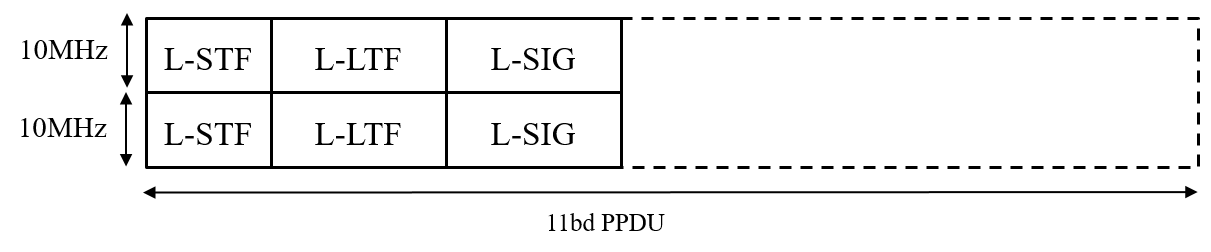 10MHz L-STF L-LTF L-SIG
10MHz L-STF L-LTF L-SIG
11bd PPDU